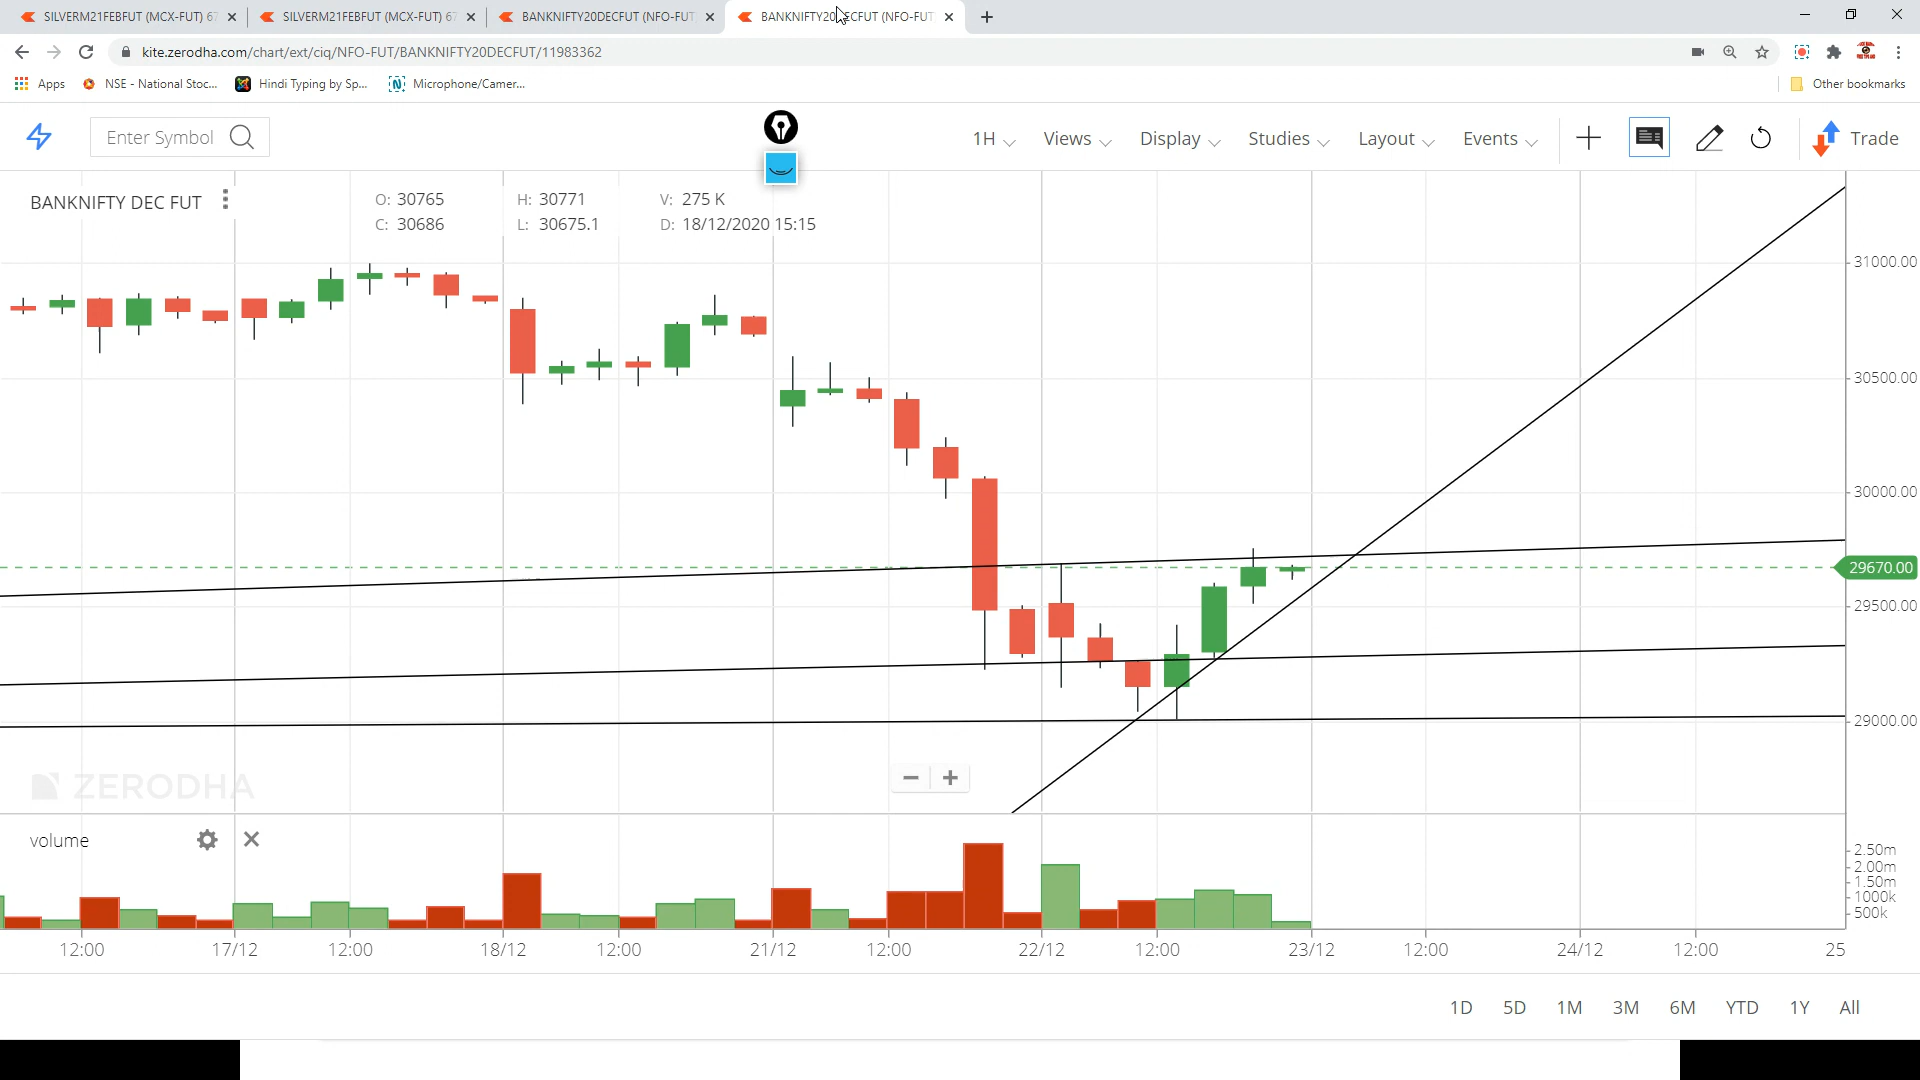 SILVERM21FEBFUT (MCX-FUT) 67
SILVERM21FEBFUT (MCX-FUT) 67
BANKNIFTY20DECFUT (NFO-FUT
BANKNIFTY20DECFUT (NFO-FUT
kite.zerodha.com/chart/ext/ciq/NFO-FUT/BANKNIFTY20DECFUT/11983362
Apps
NSE - National Stoc...
Hindi Typing by Sp...
Microphone/Camer...
Other bookmarks
Enter Symbol
1H
Views
Display
Studies
Layout
Events
Trade
BANKNIFTY DEC FUT
O: 30765
H: 30771
V: 275 K
C: 30686
L: 30675.1
D: 18/12/2020 15:15
31000.00
30500.00
30000.00
29670.00
29500.00
29000.00
ZERODHA
volume
2.50m
2.00m
1.50m
1000k
500k
12:00
17/12
12:00
18/12
12:00
21/12
12:00
22/12
12:00
23/12
12:00
24/12
12:00
25
1D
5D
1M
3M
6M
YTD
1Y
All